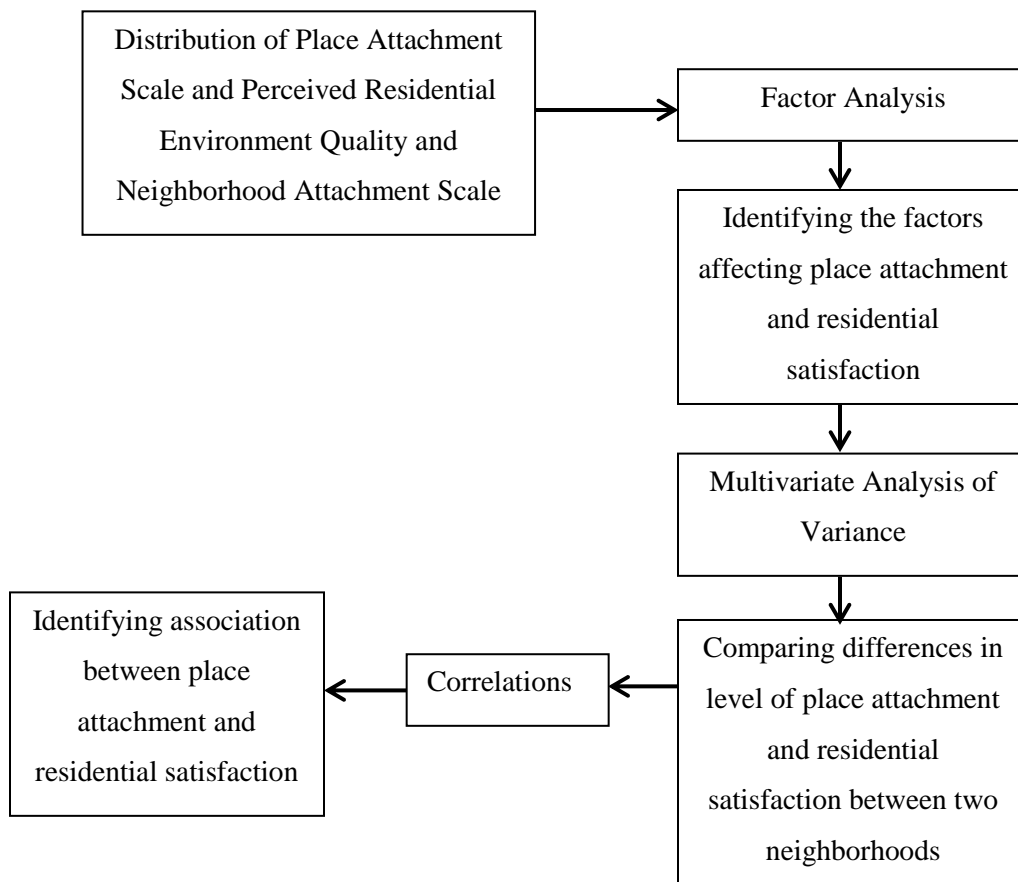 Distribution of Place Attachment
Scale and Perceived Residential
Environment Quality and
Neighborhood Attachment Scale
Factor Analysis
Identifying the factors
affecting place attachment
and residential
satisfaction
Multivariate Analysis of
Variance
Comparing differences in
level of place attachment
and residential
satisfaction between two
neighborhoods
Correlations
Identifying association
between place
attachment and
residential satisfaction